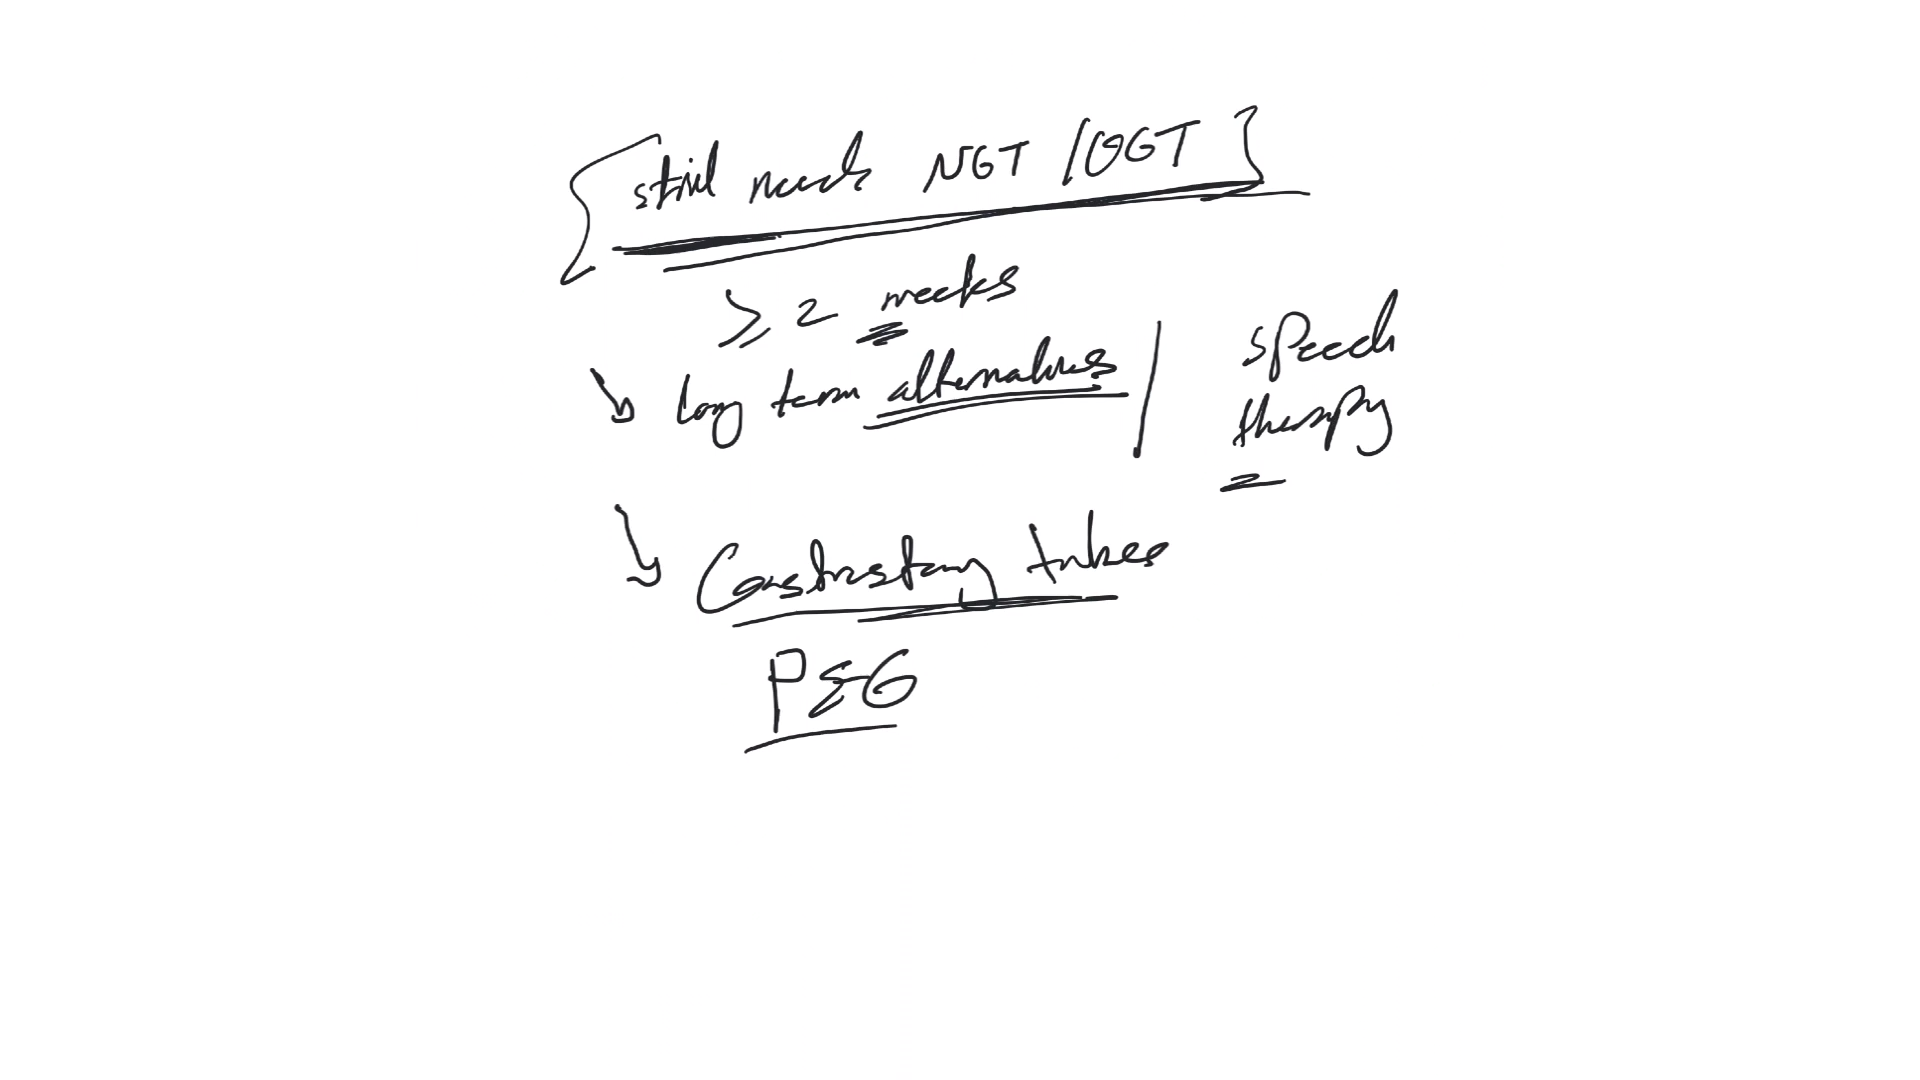 { still needs NGT / OGT }
≥ 2 weeks
↘ long term alternatives | speech therapy
↘ Gastrostomy tubes
PEG